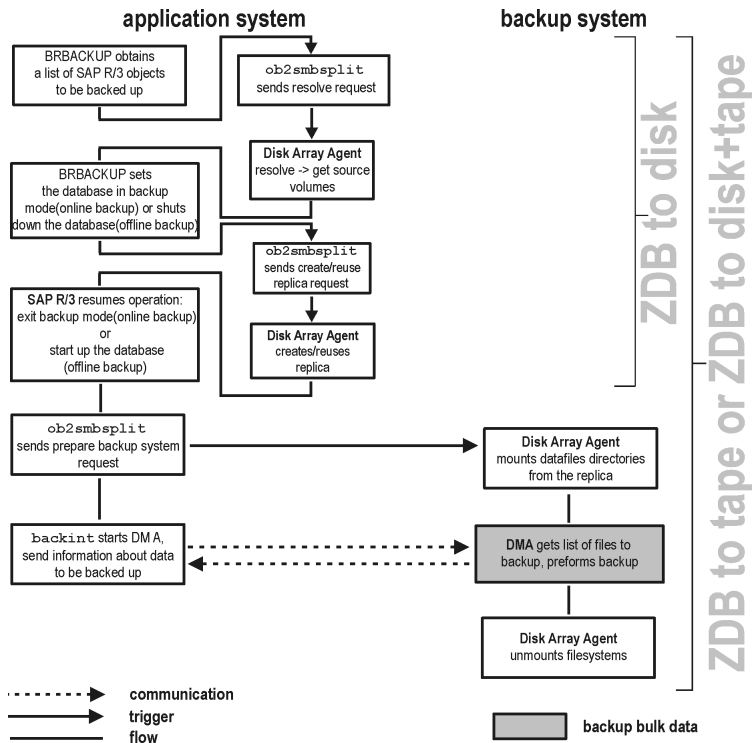 application system
backup system
BRBACKUP obtains
a list of SAP R/3 objects
to be backed up
ob2smbsplit
sends resolve request
Disk Array Agent
resolve -> get source
volumes
BRBACKUP sets
the database in backup
mode(online backup) or shuts
down the database(offline backup)
ob2smbsplit
sends create/reuse
replica request
SAP R/3 resumes operation:
exit backup mode(online backup)
or
start up the database
(offline backup)
Disk Array Agent
creates/reuses
replica
ob2smbsplit
sends prepare backup system
request
Disk Array Agent
mounts datafiles directories
from the replica
backint starts DM A,
send information about data
to be backed up
DMA gets list of files to
backup, preforms backup
Disk Array Agent
unmounts filesystems
ZDB to disk
ZDB to tape or ZDB to disk+tape
communication
trigger
flow
backup bulk data